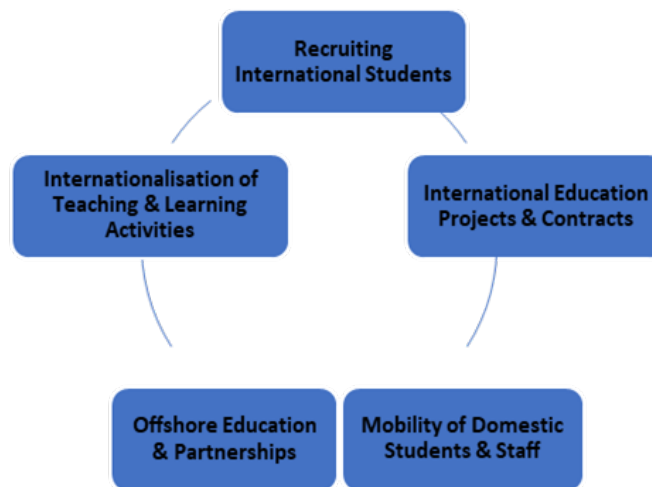 Recruiting
International Students
Internationalisation of
Teaching & Learning
Activities
International Education
Projects & Contracts
Offshore Education
& Partnerships
Mobility of Domestic
Students & Staff